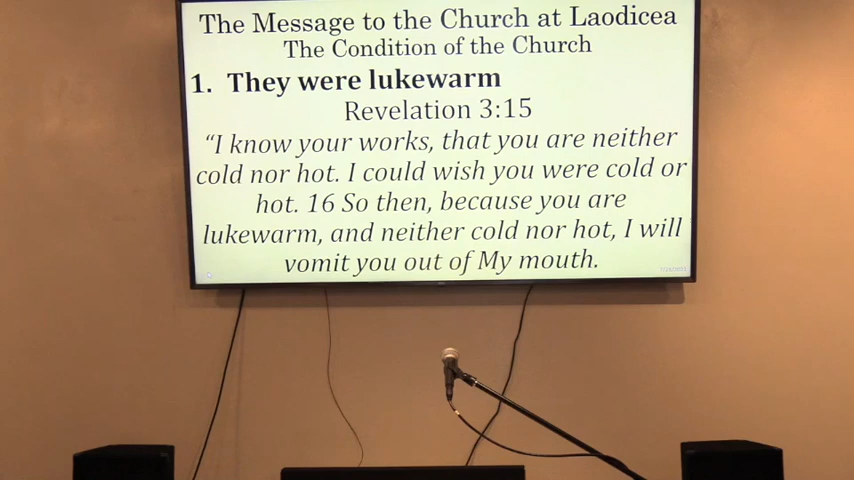 The Message to the Church at Laodicea
The Condition of the Church
1. They were lukewarm
Revelation 3:15
“I know your works, that you are neither
cold nor hot. I could wish you were cold or
hot. 16 So then, because you are
lukewarm, and neither cold nor hot, I will
vomit you out of My mouth.